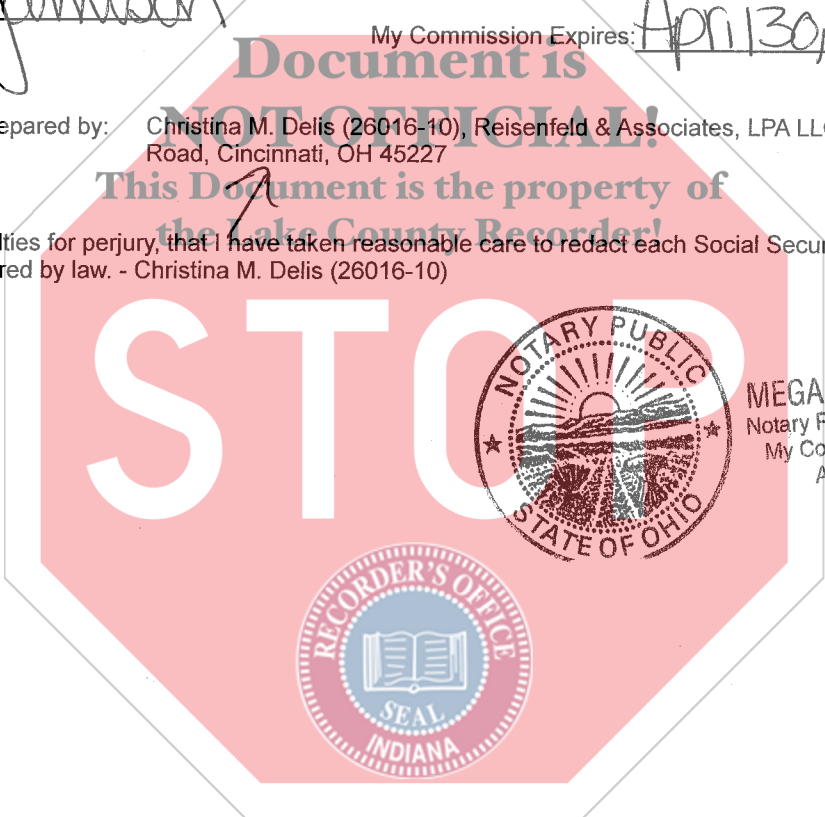 My Commission Expires: April 30,
Document is
NOT OFFICIAL!
This Document is the property of
the Lake County Recorder!
epared by: Christina M. Delis (26016-10), Reisenfeld & Associates, LPA LL
Road, Cincinnati, OH 45227
lties for perjury, that I have taken reasonable care to redact each Social Secur
red by law. - Christina M. Delis (26016-10)
STOP
NOTARY PUBLIC
STATE OF OHIO
MEGA
Notary P
My Co
A
RECORDER'S OFFICE
SEAL
INDIANA